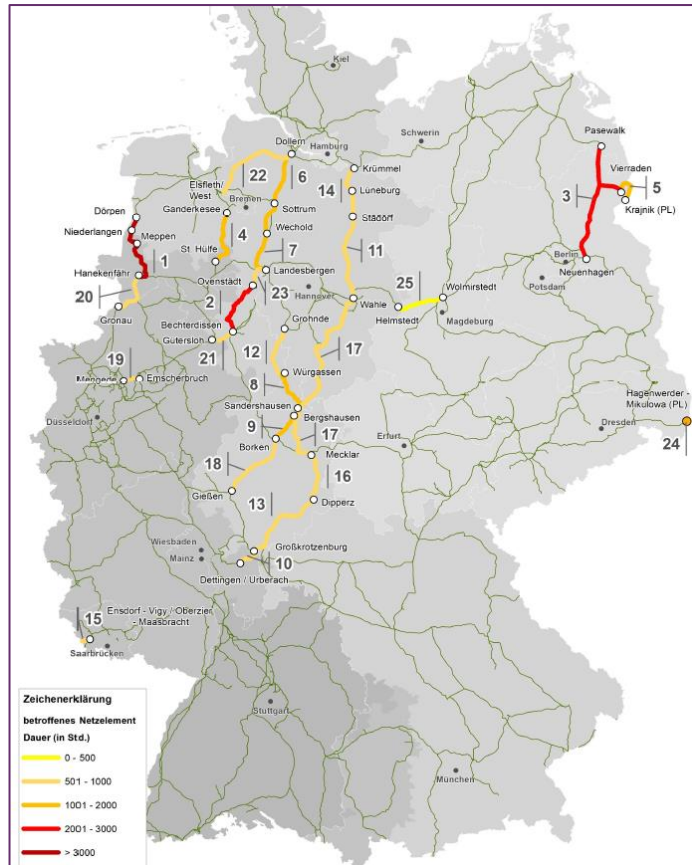 Kiel
Schwerin
Pasewalk
Dollern
Hamburg
Krümmel
Vierraden
22
6
14
Lüneburg
3
5
Elsfleth/
West
Bremen
Dörpen
Ganderkesee
Sottrum
Städorf
Krajnik (PL)
Niederlangen
Wechold
Meppen
4
St. Hülfe
7
11
Berlin
1
Landesbergen
25
Neuenhagen
Hanekenfähr
Ovenstädt
23
Hannover
Wolmirstedt
Potsdam
20
2
Wahle
Gronau
Bechterdissen
Grohnde
Helmstedt
Magdeburg
21
Gütersloh
12
17
19
Würgassen
Mengede
Emscherbruch
8
Hagenwerder -
Mikulowa (PL)
Sandershausen
Düsseldorf
Bergshausen
Dresden
9
17
Erfurt
24
Borken
Mecklar
18
16
Gießen
13
Dipperz
Wiesbaden
Großkrotzenburg
Mainz
10
Dettingen / Urberach
15
Ensdorf - Vigy / Oberzier
- Maasbracht
Saarbrücken
Stuttgart
München
Zeichenerklärung
betroffenes Netzelement
Dauer (in Std.)
0 - 500
501 - 1000
1001 - 2000
2001 - 3000
> 3000